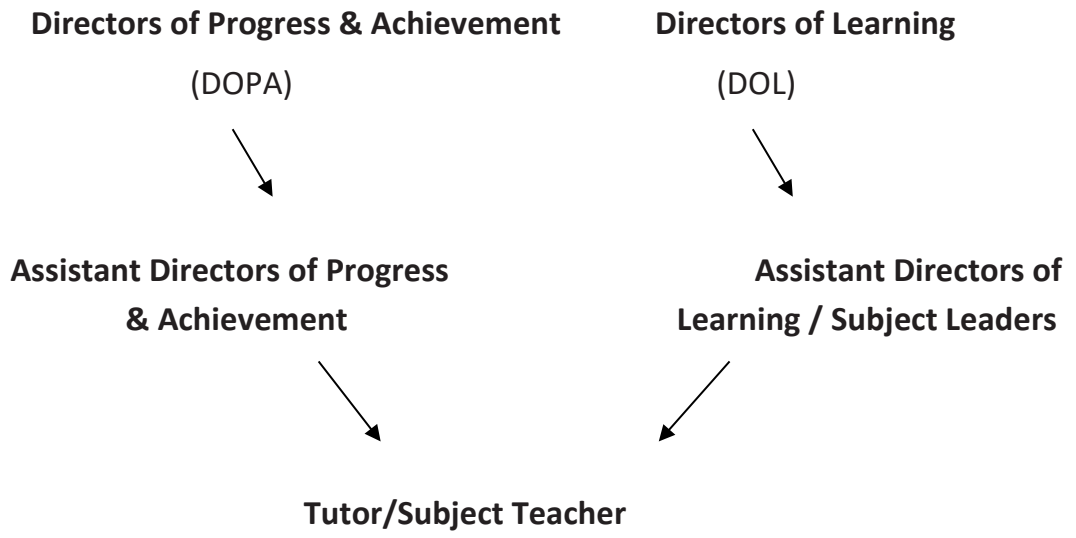 Directors of Progress & Achievement
Directors of Learning
(DOPA)
(DOL)
Assistant Directors of Progress
& Achievement
Assistant Directors of
Learning / Subject Leaders
Tutor/Subject Teacher